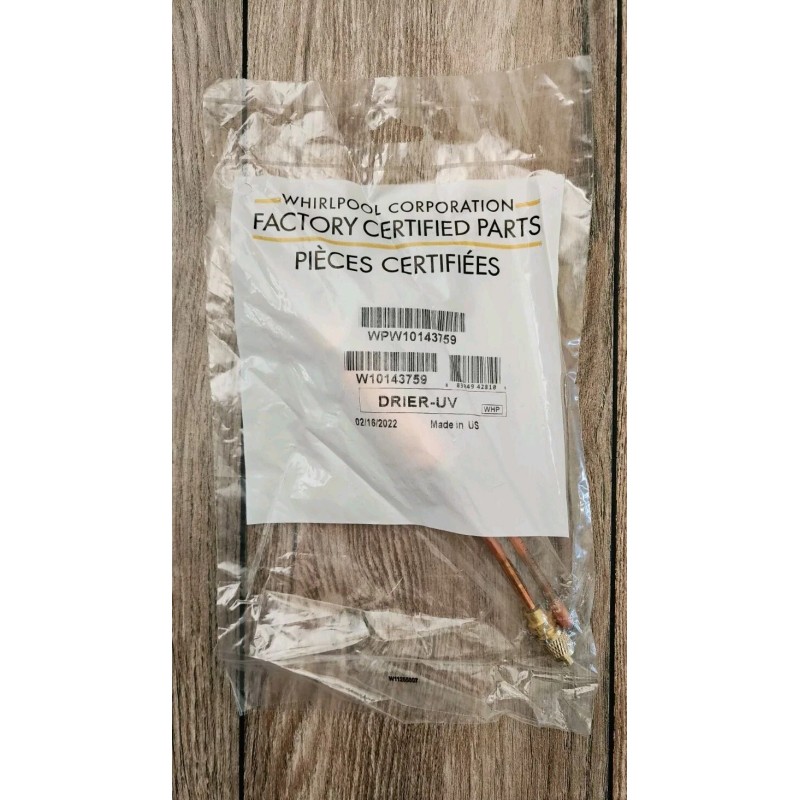 WHIRLPOOL CORPORATION
FACTORY CERTIFIED PARTS
PIÈCES CERTIFIÉES
WPW10143759
W10143759
DRIER-UV
WHP
02/16/2022 Made in US